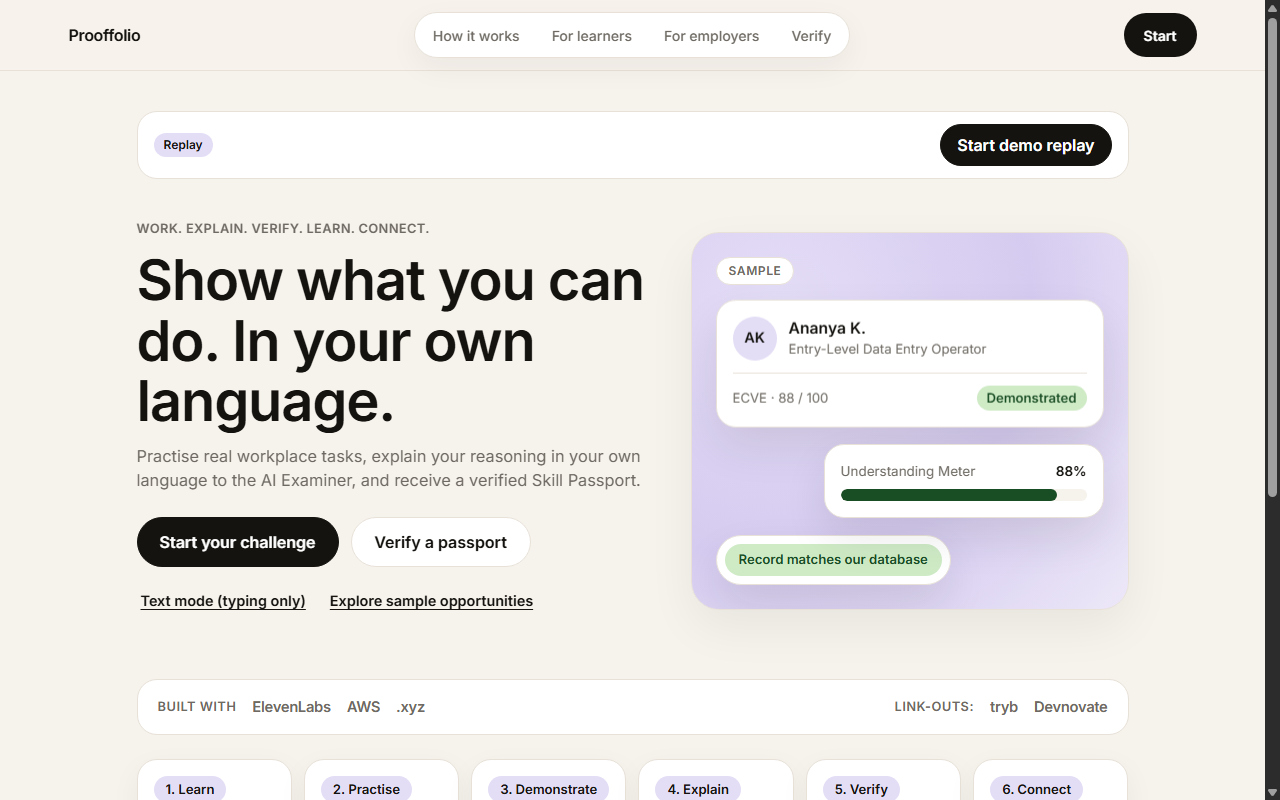 Prooffolio
How it works For learners For employers Verify
Start
Replay
Start demo replay
WORK. EXPLAIN. VERIFY. LEARN. CONNECT.
Show what you can
do. In your own
language.
Practise real workplace tasks, explain your reasoning in your own
language to the AI Examiner, and receive a verified Skill Passport.
Start your challenge
Verify a passport
Text mode (typing only)
Explore sample opportunities
SAMPLE
AK
Ananya K.
Entry-Level Data Entry Operator
ECVE · 88 / 100
Demonstrated
Understanding Meter
88%
Record matches our database
BUILT WITH ElevenLabs AWS .xyz
LINK-OUTS: tryb Devnovate
1. Learn
2. Practise
3. Demonstrate
4. Explain
5. Verify
6. Connect